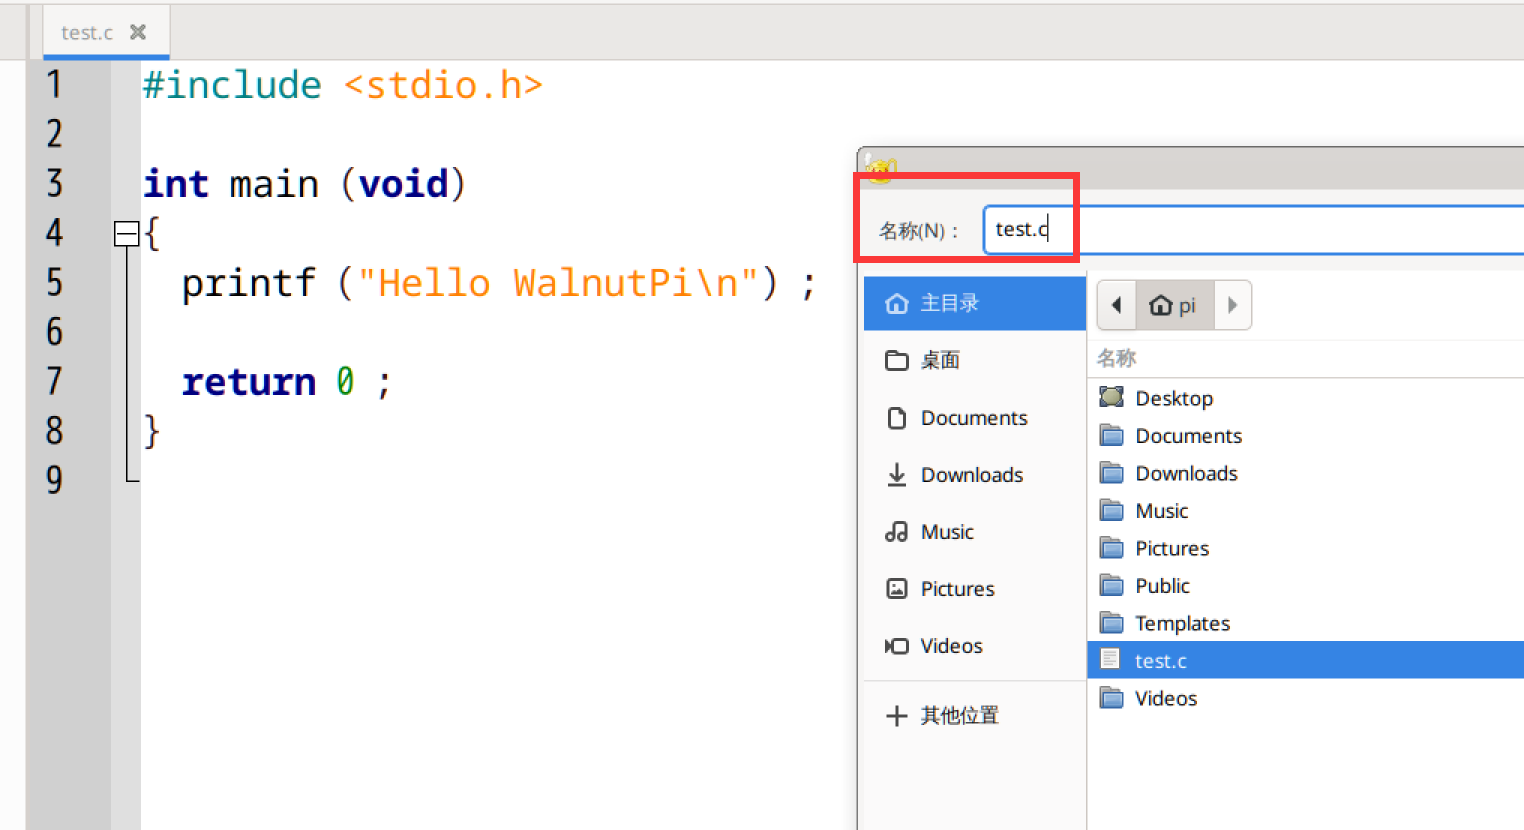 test.c
1 #include <stdio.h>
2
3 int main (void)
4 {
5 printf ("Hello WalnutPi\n") ;
6
7 return 0 ;
8 }
9
名称(N)： test.c
主目录
桌面
Documents
Downloads
Music
Pictures
Videos
其他位置
pi
名称
Desktop
Documents
Downloads
Music
Pictures
Public
Templates
test.c
Videos